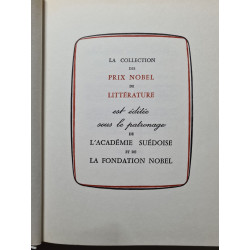 LA COLLECTION
DES
PRIX NOBEL
DE
LITTÉRATURE
est éditée
sous le patronage
DE
L'ACADÉMIE SUÉDOISE
ET DE
LA FONDATION NOBEL